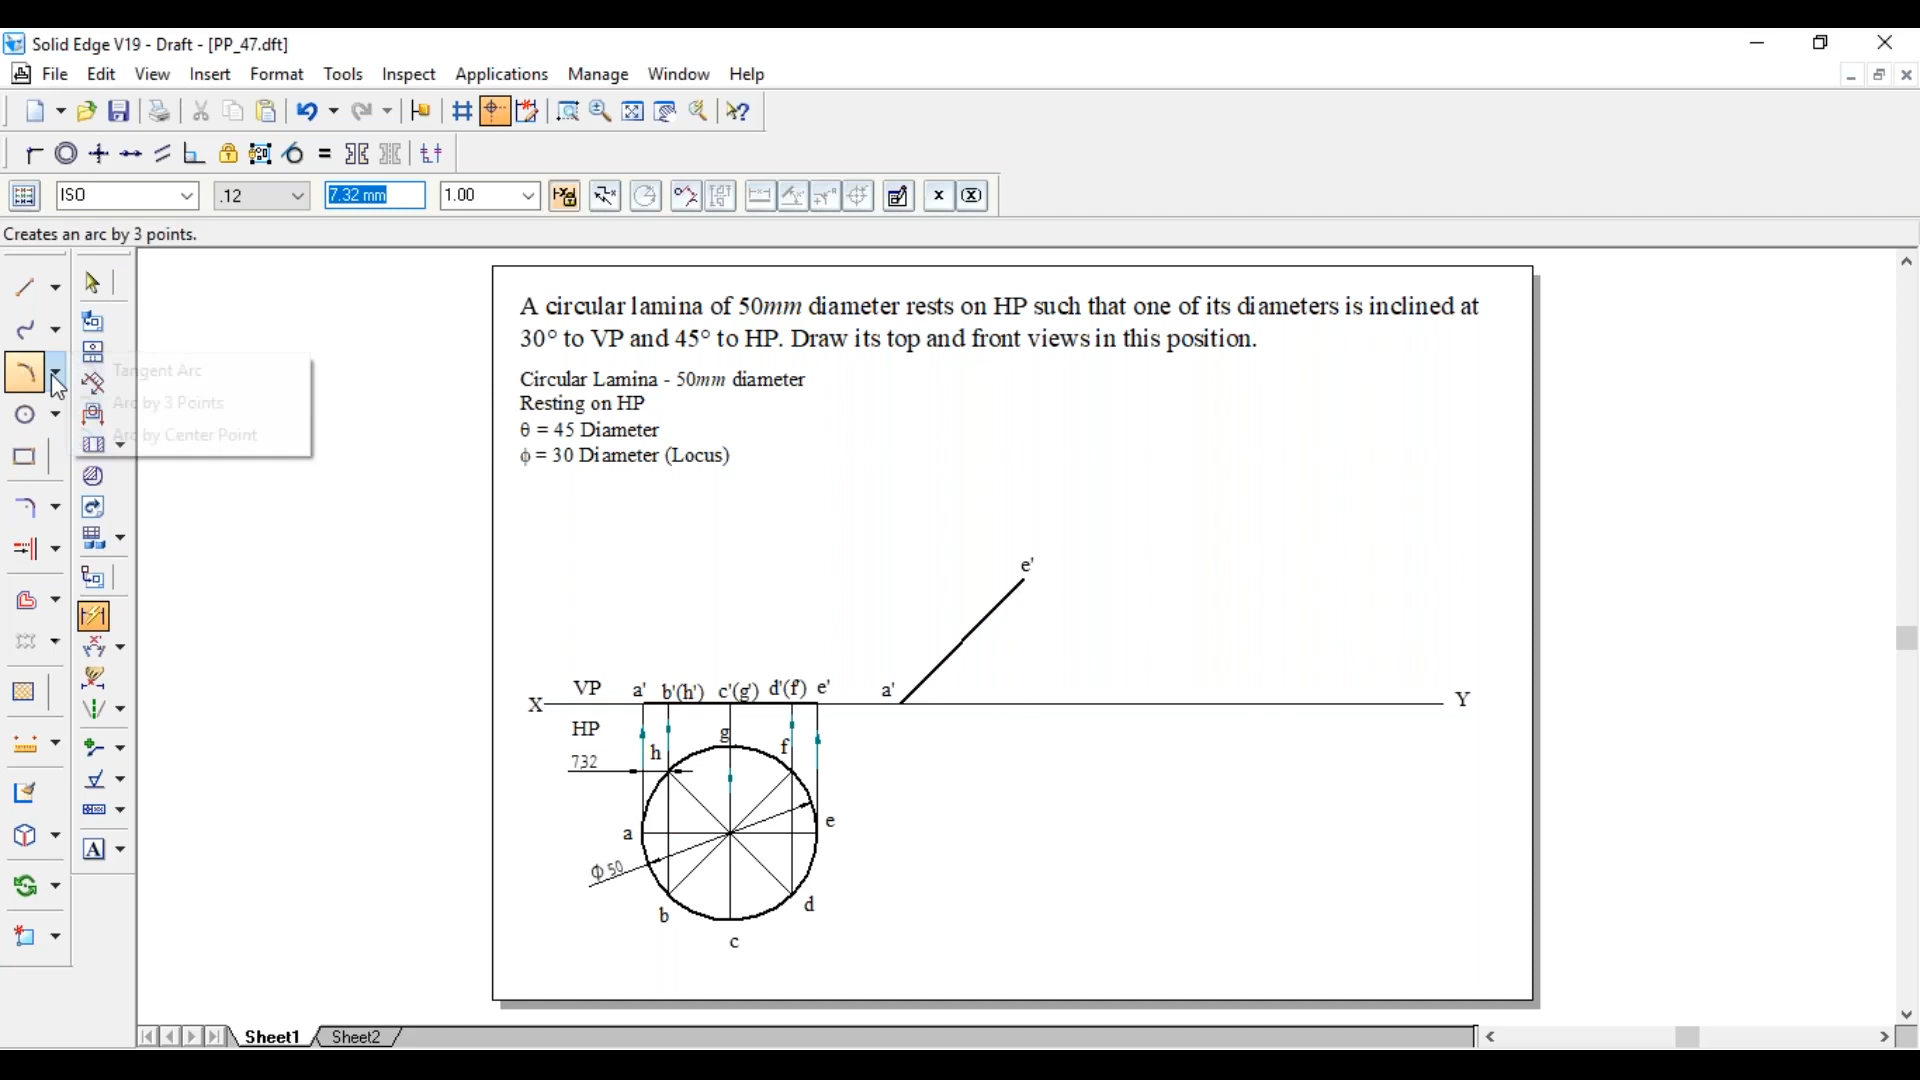 Solid Edge V19 - Draft - [PP_47.dft]
File Edit View Insert Format Tools Inspect Applications Manage Window Help
ISO .12 7.32 mm 1.00
Creates an arc by 3 points.
Tangent Arc
Arc by 3 Points
Arc by Center Point
A circular lamina of 50mm diameter rests on HP such that one of its diameters is inclined at
30° to VP and 45° to HP. Draw its top and front views in this position.
Circular Lamina - 50mm diameter
Resting on HP
θ = 45 Diameter
ϕ = 30 Diameter (Locus)
e'
VP a' b'(h') c'(g') d'(f') e' a'
X Y
HP
g
h f
7.32
a e
Φ 50
b d
c
Sheet1 Sheet2